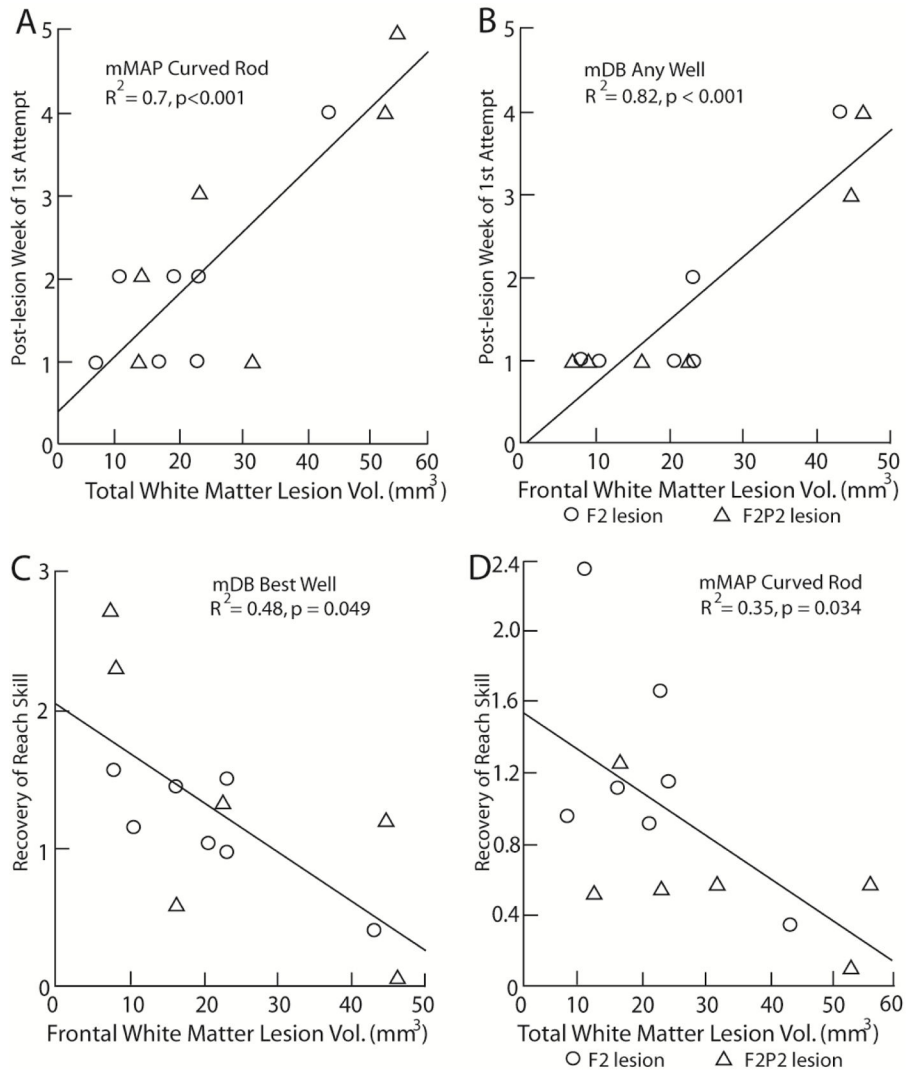 A
mMAP Curved Rod
R²= 0.7, p<0.001
Post-lesion Week of 1st Attempt
5
4
3
2
1
0
0 10 20 30 40 50 60
Total White Matter Lesion Vol. (mm³)
B
mDB Any Well
R²= 0.82, p < 0.001
Post-lesion Week of 1st Attempt
5
4
3
2
1
0
0 10 20 30 40 50
Frontal White Matter Lesion Vol. (mm³)
F2 lesion F2P2 lesion
C
mDB Best Well
R²= 0.48, p = 0.049
Recovery of Reach Skill
3
2
1
0
0 10 20 30 40 50
Frontal White Matter Lesion Vol. (mm³)
D
mMAP Curved Rod
R²= 0.35, p = 0.034
Recovery of Reach Skill
2.4
2.0
1.6
1.2
0.8
0.4
0
0 10 20 30 40 50 60
Total White Matter Lesion Vol. (mm³)
F2 lesion F2P2 lesion